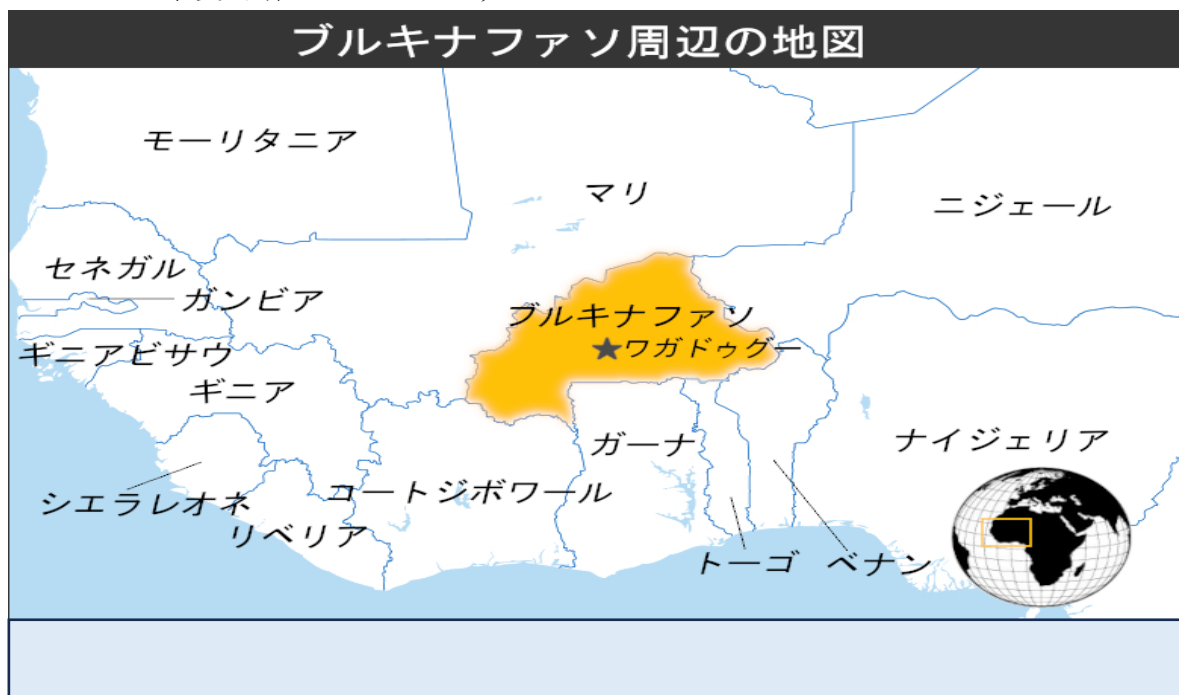 ブルキナファソ周辺の地図
モーリタニア
マリ
ニジェール
セネガル
ガンビア
ブルキナファソ
ワガドゥグー
ギニアビサウ
ギニア
ガーナ
ナイジェリア
シエラレオネ
コートジボワール
リベリア
トーゴ
ベナン